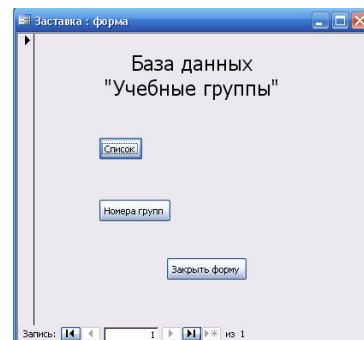 Заставка : форма
База данных
"Учебные группы"
Список
Номера групп
Закрыть форму
Запись: 1 из 1